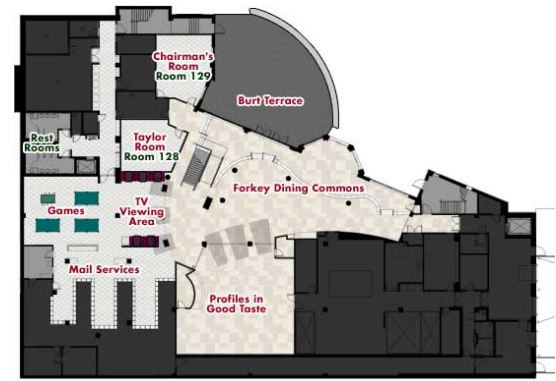 Chairman's
Room
Room 129
Burt Terrace
Rest
Rooms
Taylor
Room
Room 128
Forkey Dining Commons
Games
TV
Viewing
Area
Mail Services
Profiles in
Good Taste